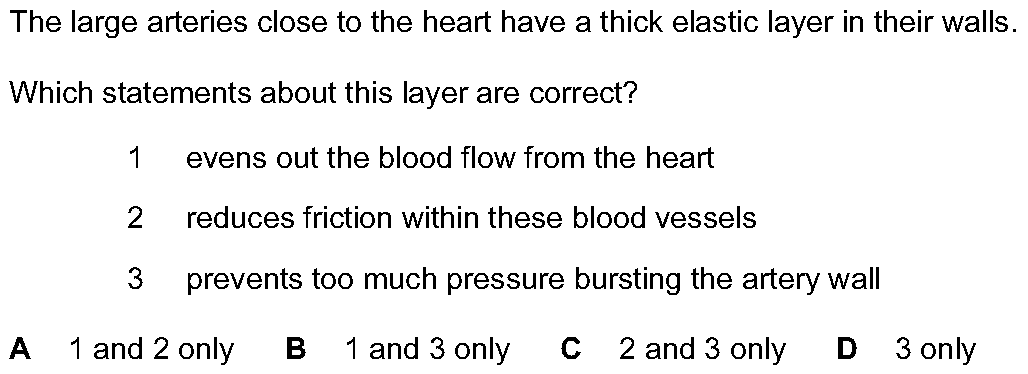 The large arteries close to the heart have a thick elastic layer in their walls.
Which statements about this layer are correct?
1 evens out the blood flow from the heart
2 reduces friction within these blood vessels
3 prevents too much pressure bursting the artery wall
A 1 and 2 only B 1 and 3 only C 2 and 3 only D 3 only